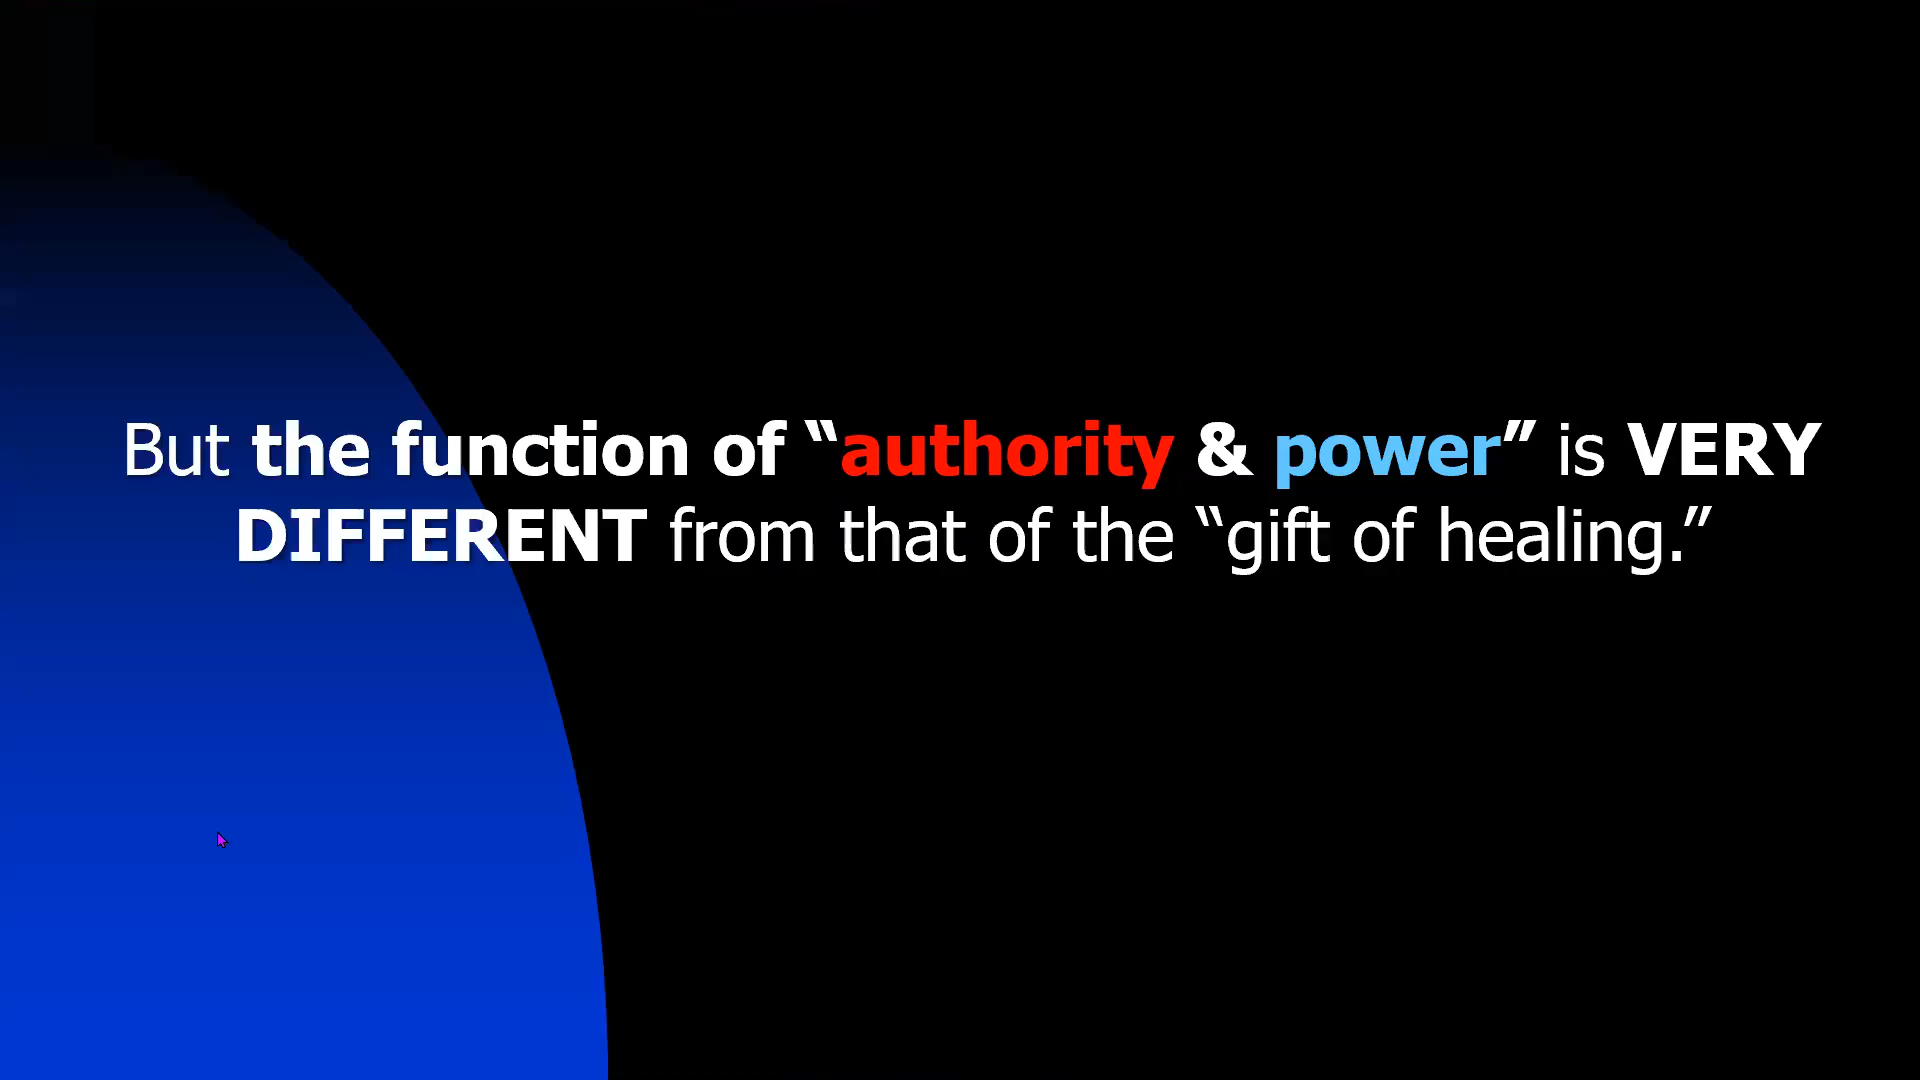 But the function of “authority & power” is VERY
DIFFERENT from that of the “gift of healing.”